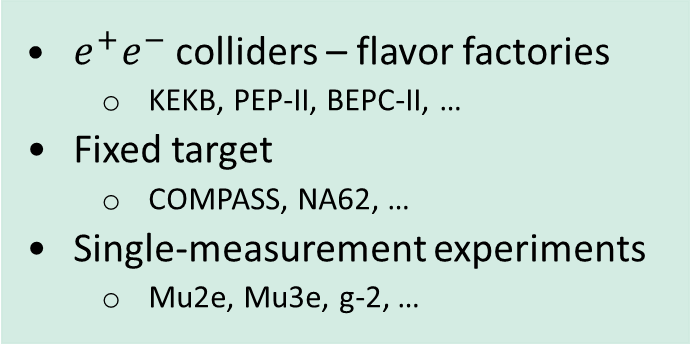 • e⁺e⁻ colliders – flavor factories
o KEKB, PEP-II, BEPC-II, ...
• Fixed target
o COMPASS, NA62, ...
• Single-measurement experiments
o Mu2e, Mu3e, g-2, ...